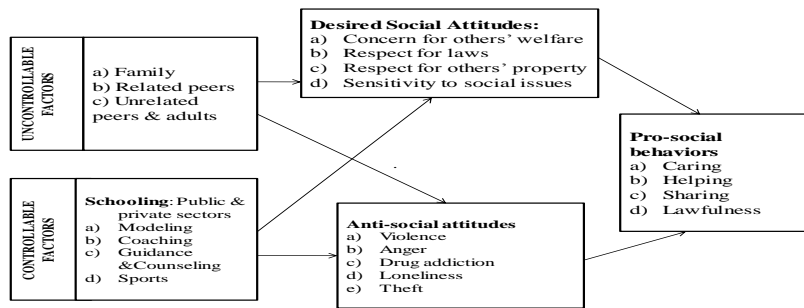 UNCONTROLLABLE
FACTORS
a) Family
b) Related peers
c) Unrelated
peers & adults
CONTROLLABLE
FACTORS
Schooling: Public &
private sectors
a) Modeling
b) Coaching
c) Guidance
&Counseling
d) Sports
Desired Social Attitudes:
a) Concern for others' welfare
b) Respect for laws
c) Respect for others' property
d) Sensitivity to social issues
Anti-social attitudes
a) Violence
b) Anger
c) Drug addiction
d) Loneliness
e) Theft
Pro-social
behaviors
a) Caring
b) Helping
c) Sharing
d) Lawfulness